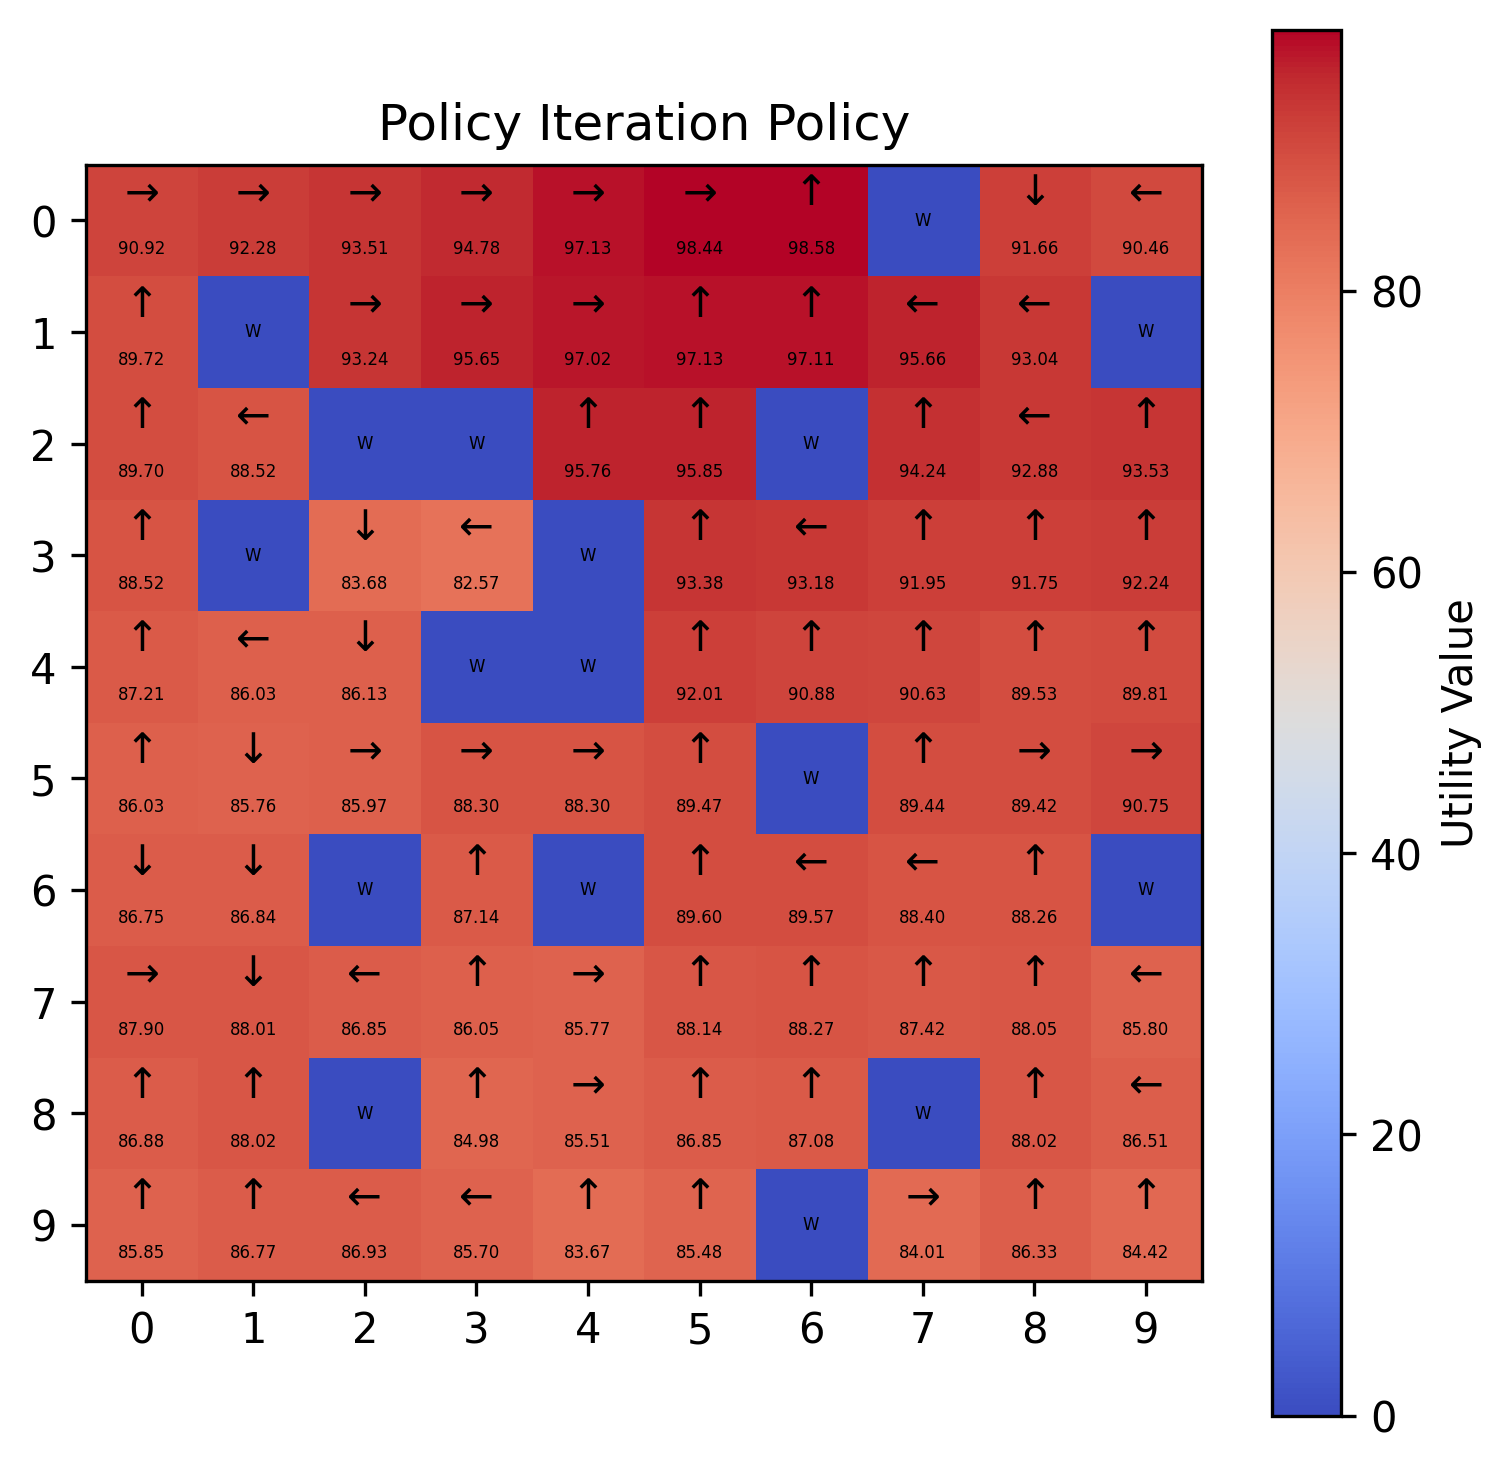 Policy Iteration Policy
0 → → → → → → ↑ W ↓ ←
90.92 92.28 93.51 94.78 97.13 98.44 98.58 91.66 90.46
1 ↑ W → → → ↑ ↑ ← ← W
89.72 93.24 95.65 97.02 97.13 97.11 95.66 93.04
2 ↑ ← W W ↑ ↑ W ↑ ← ↑
89.70 88.52 95.76 95.85 94.24 92.88 93.53
3 ↑ W ↓ ← W ↑ ← ↑ ↑ ↑
88.52 83.68 82.57 93.38 93.18 91.95 91.75 92.24
4 ↑ ← ↓ W W ↑ ↑ ↑ ↑ ↑
87.21 86.03 86.13 92.01 90.88 90.63 89.53 89.81
5 ↑ ↓ → → → ↑ W ↑ → →
86.03 85.76 85.97 88.30 88.30 89.47 89.44 89.42 90.75
6 ↓ ↓ W ↑ W ↑ ← ← ↑ W
86.75 86.84 87.14 89.60 89.57 88.40 88.26
7 → ↓ ← ↑ → ↑ ↑ ↑ ↑ ←
87.90 88.01 86.85 86.05 85.77 88.14 88.27 87.42 88.05 85.80
8 ↑ ↑ W ↑ → ↑ ↑ W ↑ ←
86.88 88.02 84.98 85.51 86.85 87.08 88.02 86.51
9 ↑ ↑ ← ← ↑ ↑ W → ↑ ↑
85.85 86.77 86.93 85.70 83.67 85.48 84.01 86.33 84.42
0 1 2 3 4 5 6 7 8 9
80
60
40
20
0
Utility Value